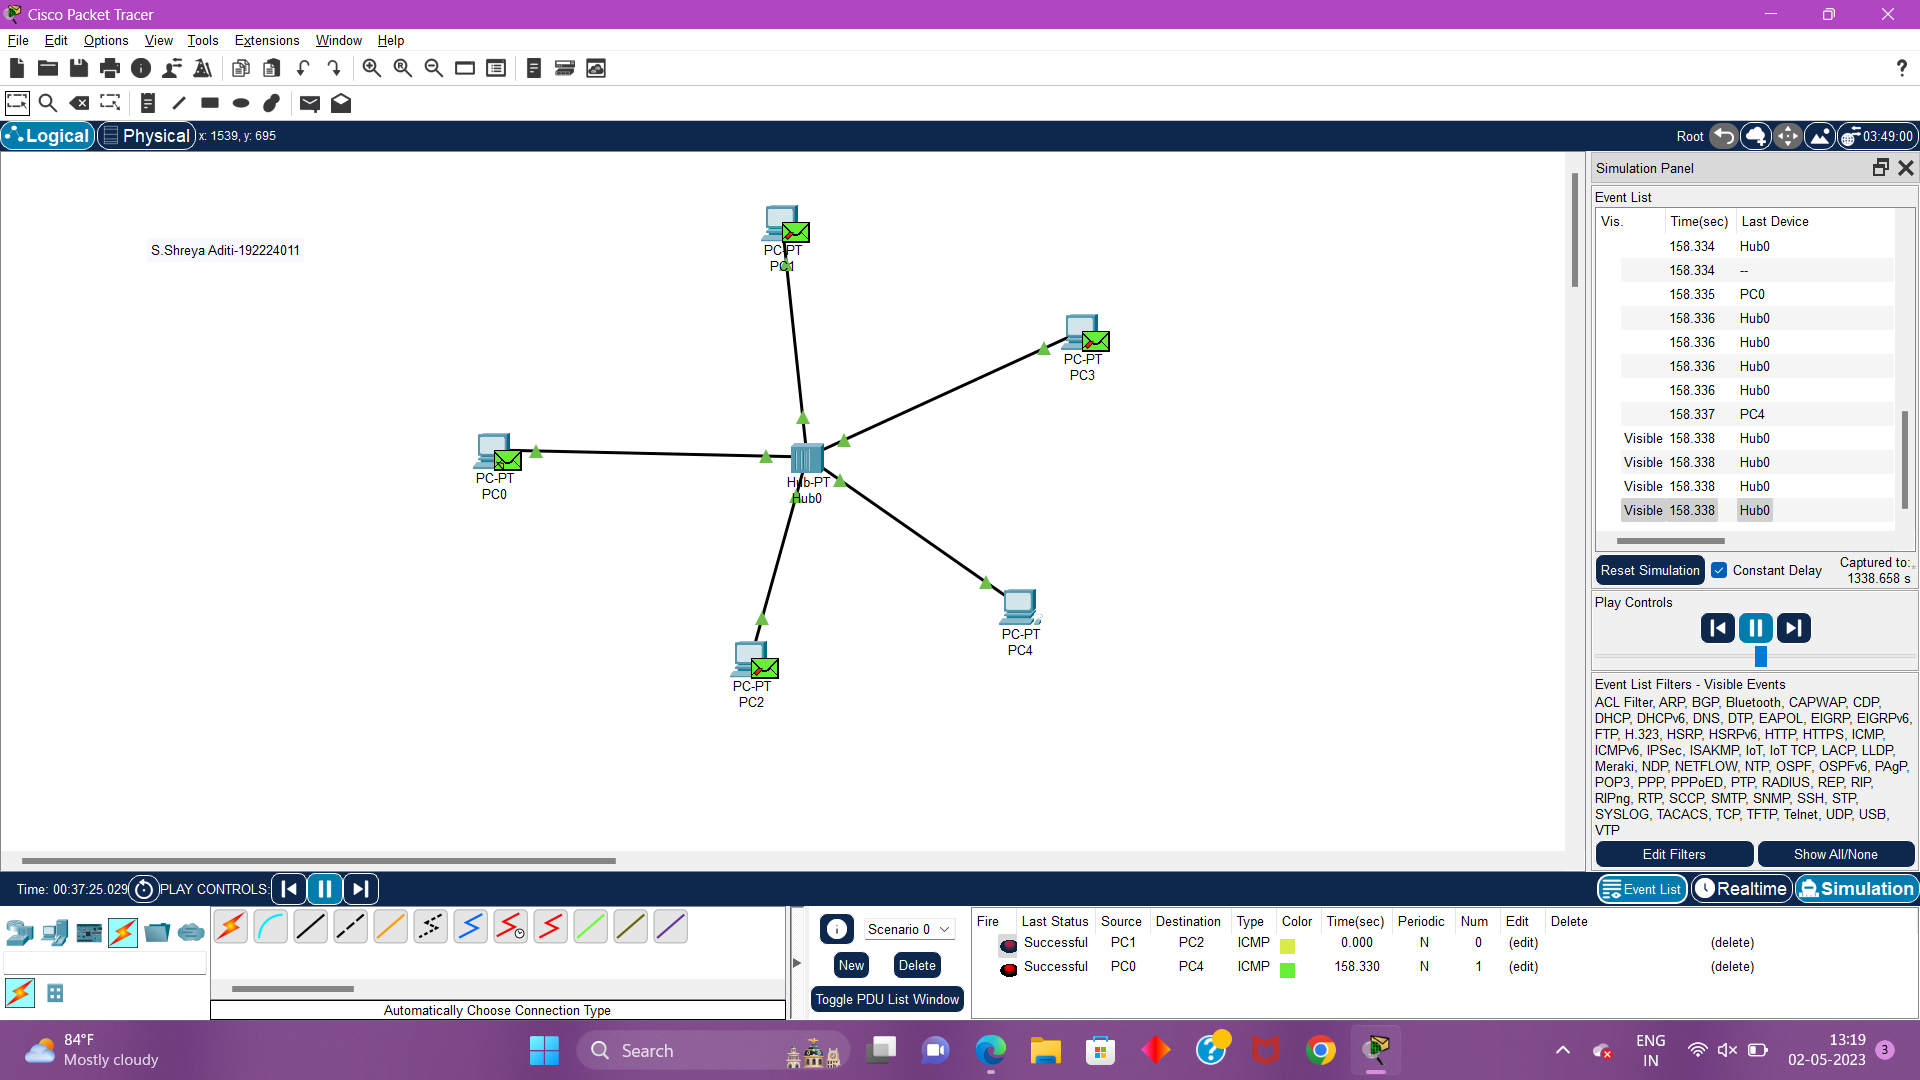 Cisco Packet Tracer
File Edit Options View Tools Extensions Window Help
?
Logical Physical x: 1539, y: 695 Root 03:49:00
S.Shreya Aditi-192224011
PC-PT
PC1
PC-PT
PC3
PC-PT
PC0
Hub-PT
Hub0
PC-PT
PC4
PC-PT
PC2
Simulation Panel
Event List
Vis. Time(sec) Last Device
158.334 Hub0
158.334 --
158.335 PC0
158.336 Hub0
158.336 Hub0
158.336 Hub0
158.336 Hub0
158.337 PC4
Visible 158.338 Hub0
Visible 158.338 Hub0
Visible 158.338 Hub0
Visible 158.338 Hub0
Reset Simulation Constant Delay Captured to:
1338.658 s
Play Controls
Event List Filters - Visible Events
ACL Filter, ARP, BGP, Bluetooth, CAPWAP, CDP,
DHCP, DHCPv6, DNS, DTP, EAPOL, EIGRP, EIGRPv6,
FTP, H.323, HSRP, HSRPv6, HTTP, HTTPS, ICMP,
ICMPv6, IPSec, ISAKMP, IoT, IoT TCP, LACP, LLDP,
Meraki, NDP, NETFLOW, NTP, OSPF, OSPFv6, PAgP,
POP3, PPP, PPPoED, PTP, RADIUS, REP, RIP,
RIPng, RTP, SCCP, SMTP, SNMP, SSH, STP,
SYSLOG, TACACS, TCP, TFTP, Telnet, UDP, USB,
VTP
Edit Filters Show All/None
Time: 00:37:25.029 PLAY CONTROLS: Event List Realtime Simulation
Automatically Choose Connection Type
Scenario 0
New Delete
Toggle PDU List Window
Fire Last Status Source Destination Type Color Time(sec) Periodic Num Edit Delete
Successful PC1 PC2 ICMP 0.000 N 0 (edit) (delete)
Successful PC0 PC4 ICMP 158.330 N 1 (edit) (delete)
84°F
Mostly cloudy
Search
ENG
IN
13:19
02-05-2023
3